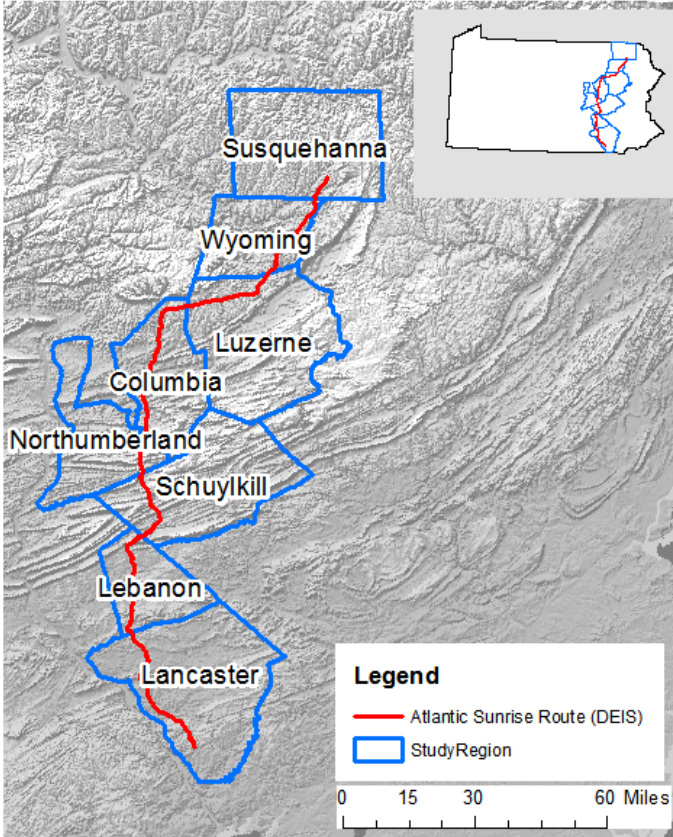 Susquehanna
Wyoming
Luzerne
Columbia
Northumberland
Schuylkill
Lebanon
Lancaster
Legend
Atlantic Sunrise Route (DEIS)
StudyRegion
0 15 30 60 Miles